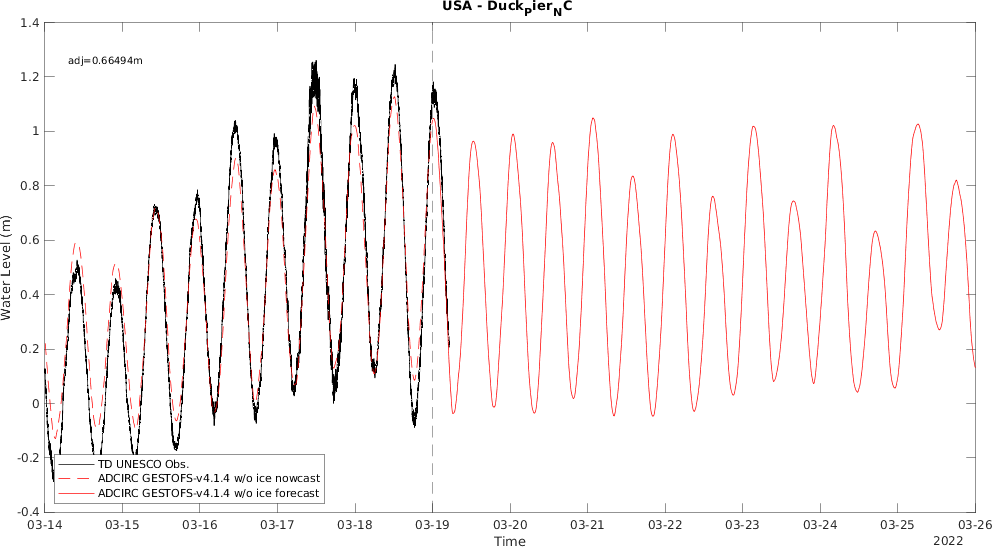 USA - Duck_Pier_NC
adj=0.66494m
1.4
1.2
1
0.8
0.6
0.4
0.2
0
-0.2
-0.4
Water Level (m)
TD UNESCO Obs.
ADCIRC GESTOFS-v4.1.4 w/o ice nowcast
ADCIRC GESTOFS-v4.1.4 w/o ice forecast
03-14 03-15 03-16 03-17 03-18 03-19 03-20 03-21 03-22 03-23 03-24 03-25 03-26
Time
2022